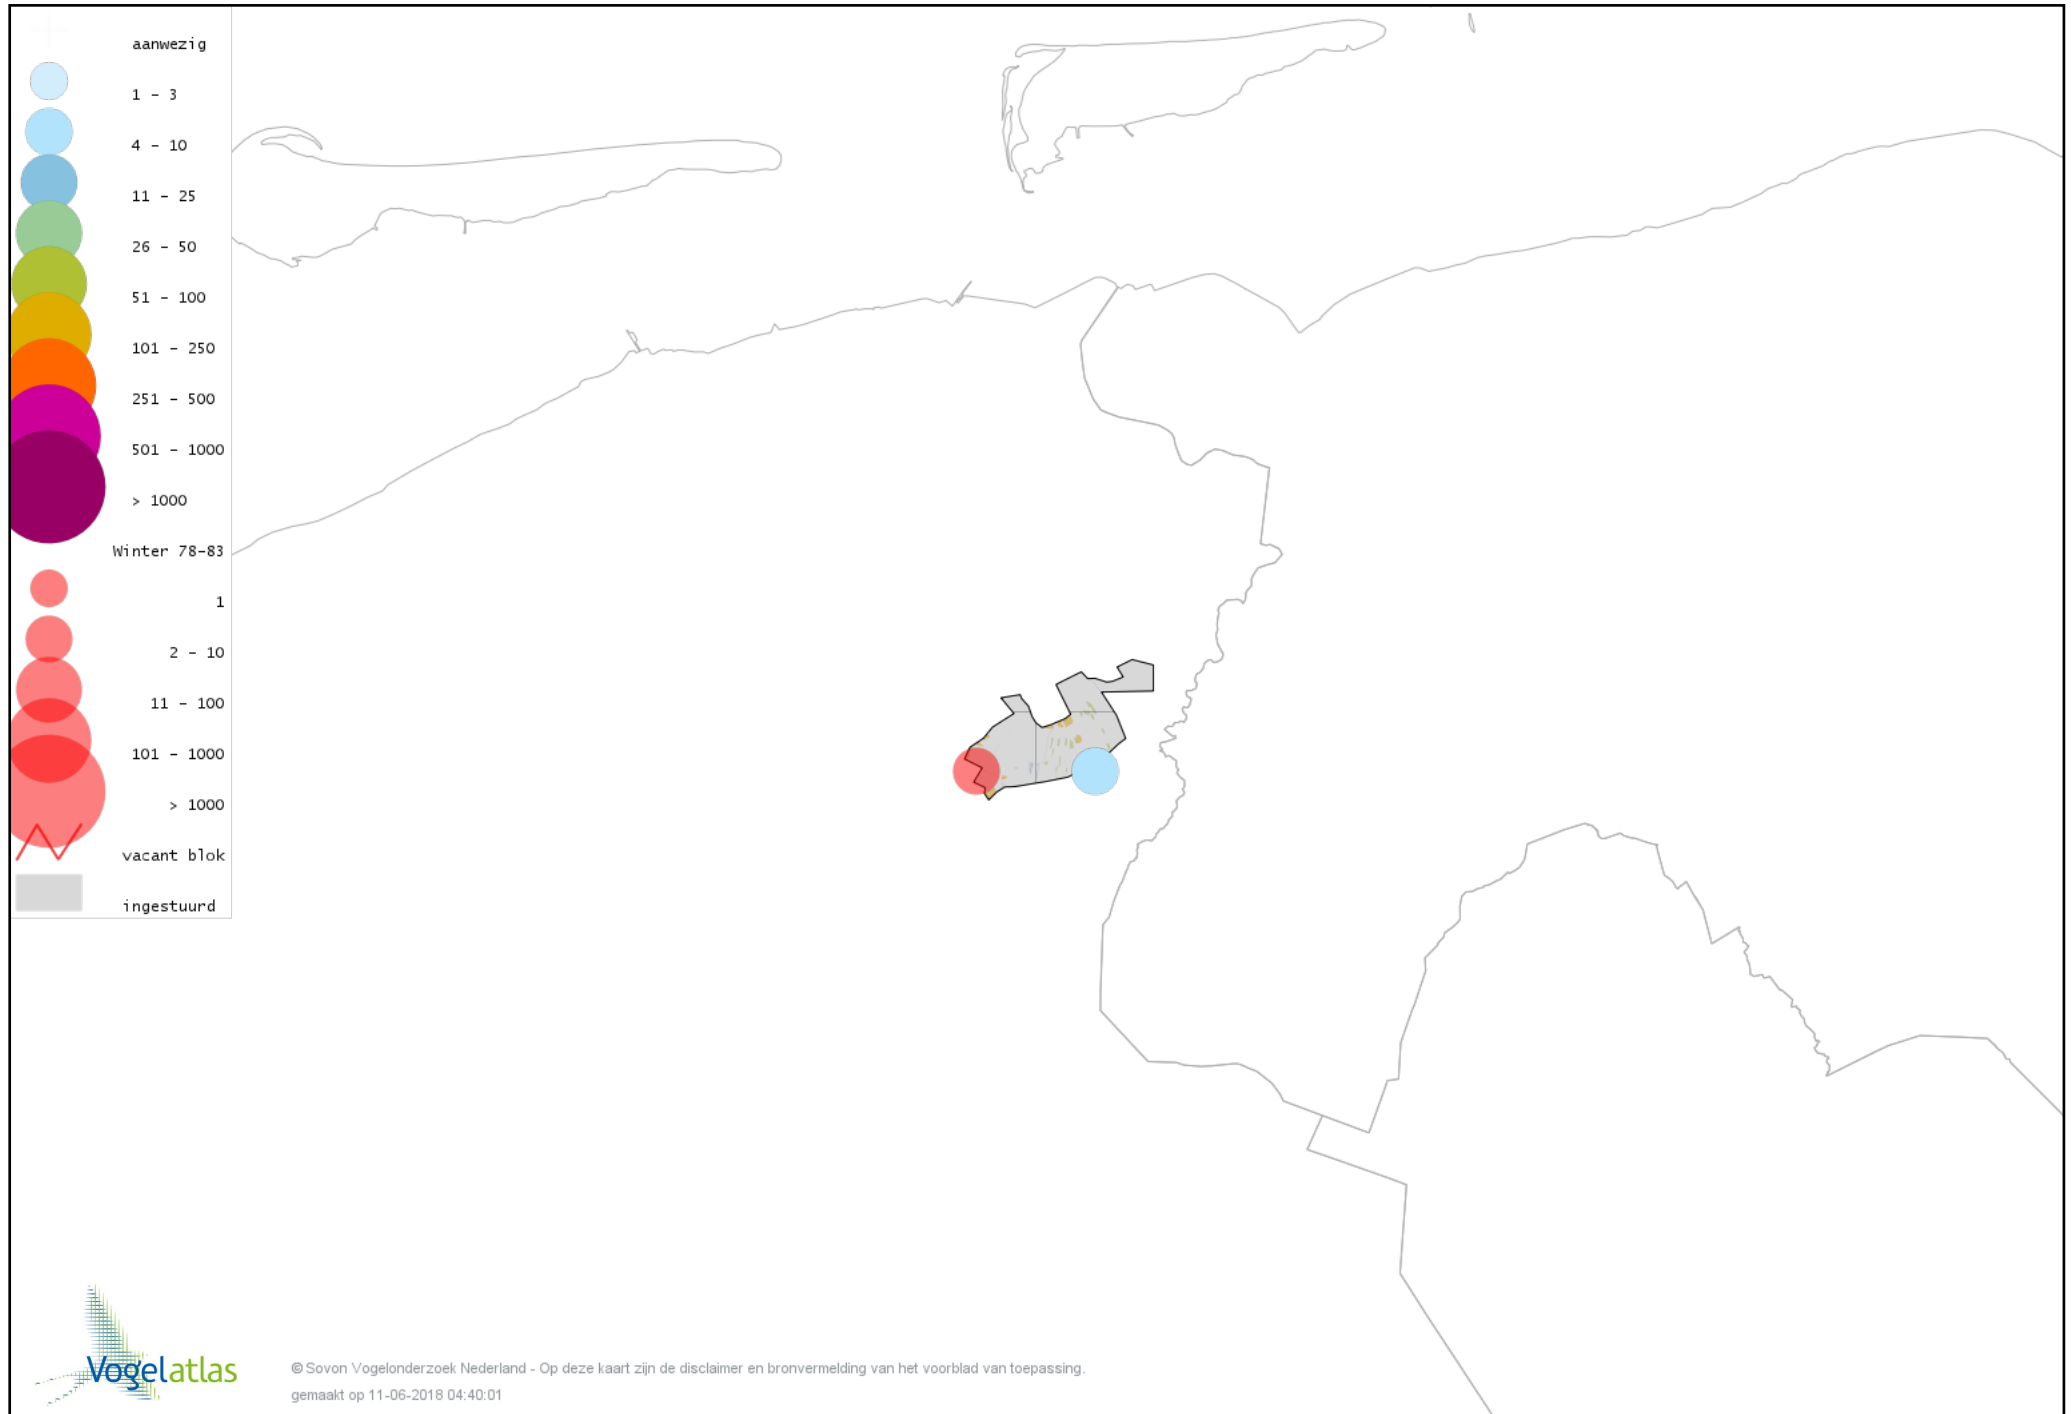 aanwezig
1 - 3
4 - 10
11 - 25
26 - 50
51 - 100
101 - 250
251 - 500
501 - 1000
> 1000
Winter 78-83
1
2 - 10
11 - 100
101 - 1000
> 1000
vacant blok
ingestuurd
Vogelatlas
© Sovon Vogelonderzoek Nederland - Op deze kaart zijn de disclaimer en bronvermelding van het voorblad van toepassing.
gemaakt op 11-06-2018 04:40:01